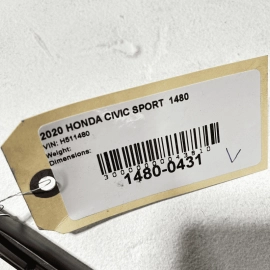 2020 HONDA CIVIC SPORT 1480
VIN: H511480
Weight:
Dimensions:
1480-0431